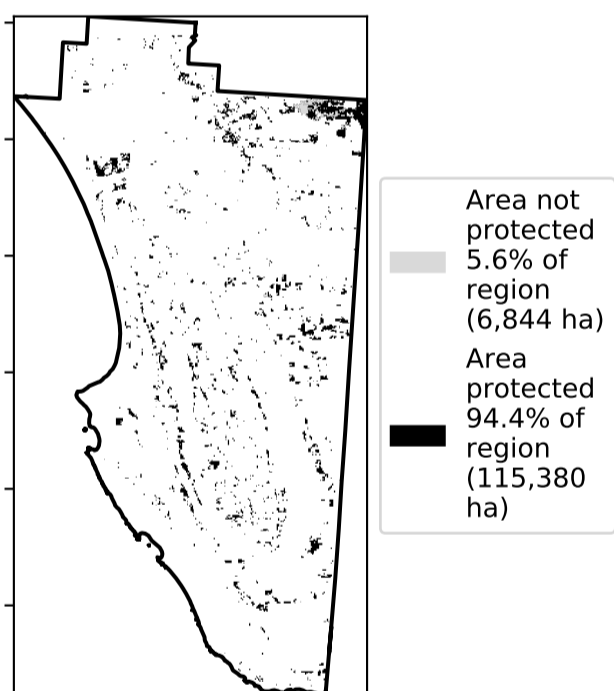 Area not
protected
5.6% of
region
(6,844 ha)
Area
protected
94.4% of
region
(115,380
ha)